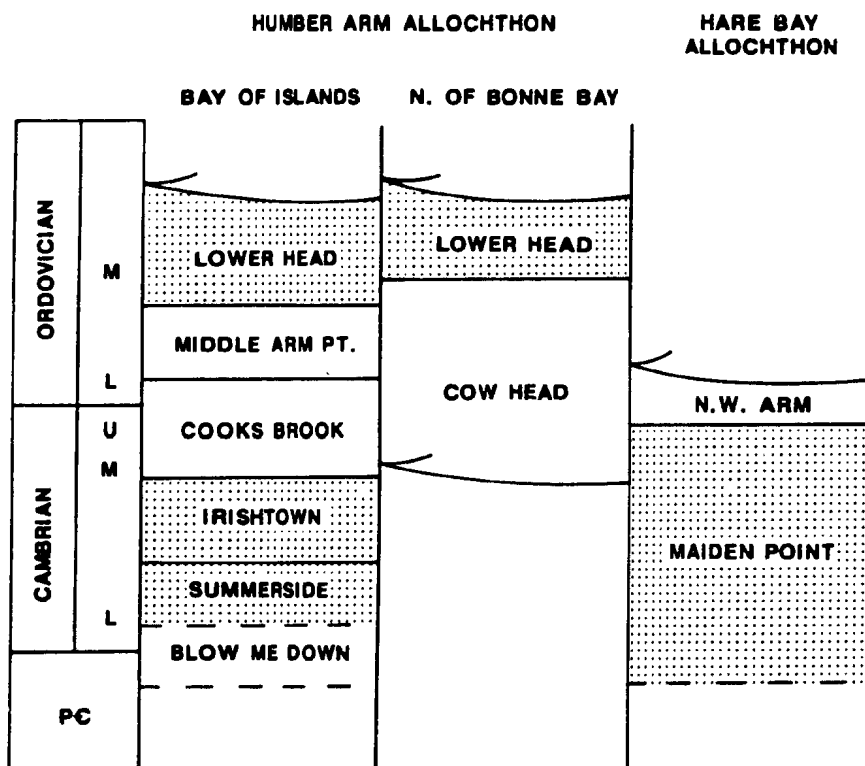 HUMBER ARM ALLOCHTHON
HARE BAY
ALLOCHTHON
BAY OF ISLANDS
N. OF BONNE BAY
ORDOVICIAN
M
L
CAMBRIAN
U
M
L
PЄ
LOWER HEAD
MIDDLE ARM PT.
COOKS BROOK
IRISHTOWN
SUMMERSIDE
BLOW ME DOWN
LOWER HEAD
COW HEAD
N.W. ARM
MAIDEN POINT